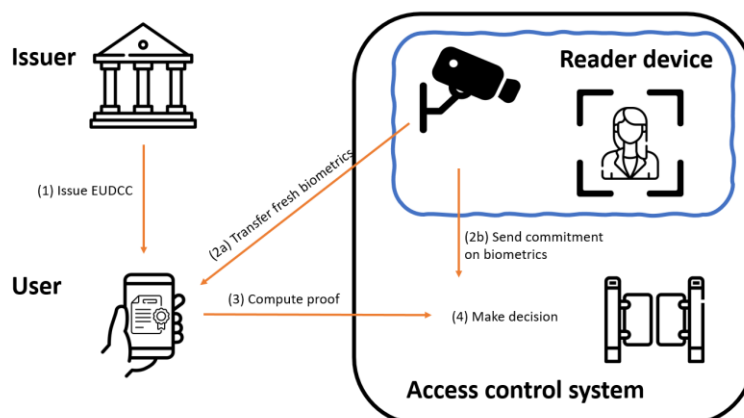 Issuer
Reader device
(1) Issue EUDCC
(2a) Transfer fresh biometrics
(2b) Send commitment
on biometrics
User
(3) Compute proof
(4) Make decision
Access control system